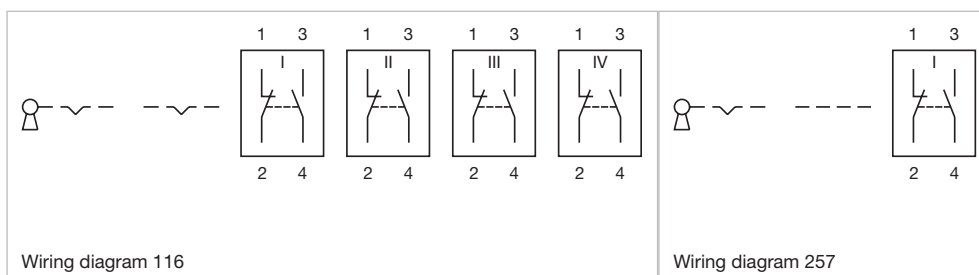 1 3 1 3 1 3 1 3 1 3
I II III IV I
2 4 2 4 2 4 2 4 2 4
Wiring diagram 116 Wiring diagram 257